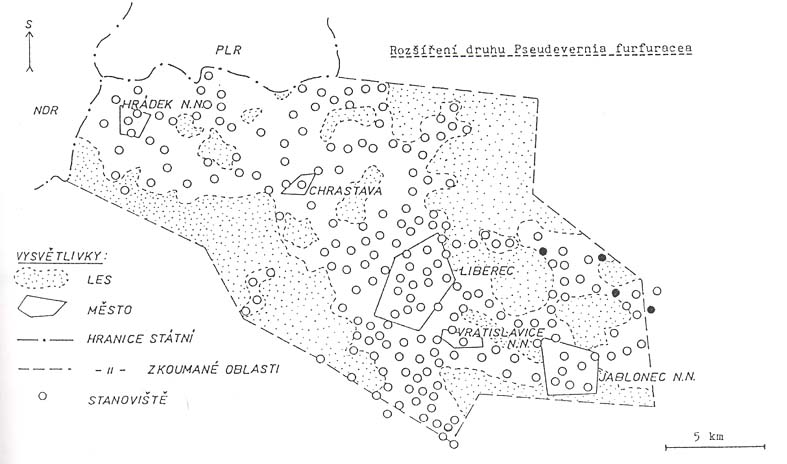 S
PLR
Rozšíření druhu Pseudevernia furfuracea
NDR
HRÁDEK N.N.
CHRASTAVA
LIBEREC
VRATISLAVICE
N.N.
JABLONEC N.N.
VYSVĚTLIVKY:
LES
MĚSTO
HRANICE STÁTNÍ
-II- ZKOUMANÉ OBLASTI
STANOVIŠTĚ
5 km